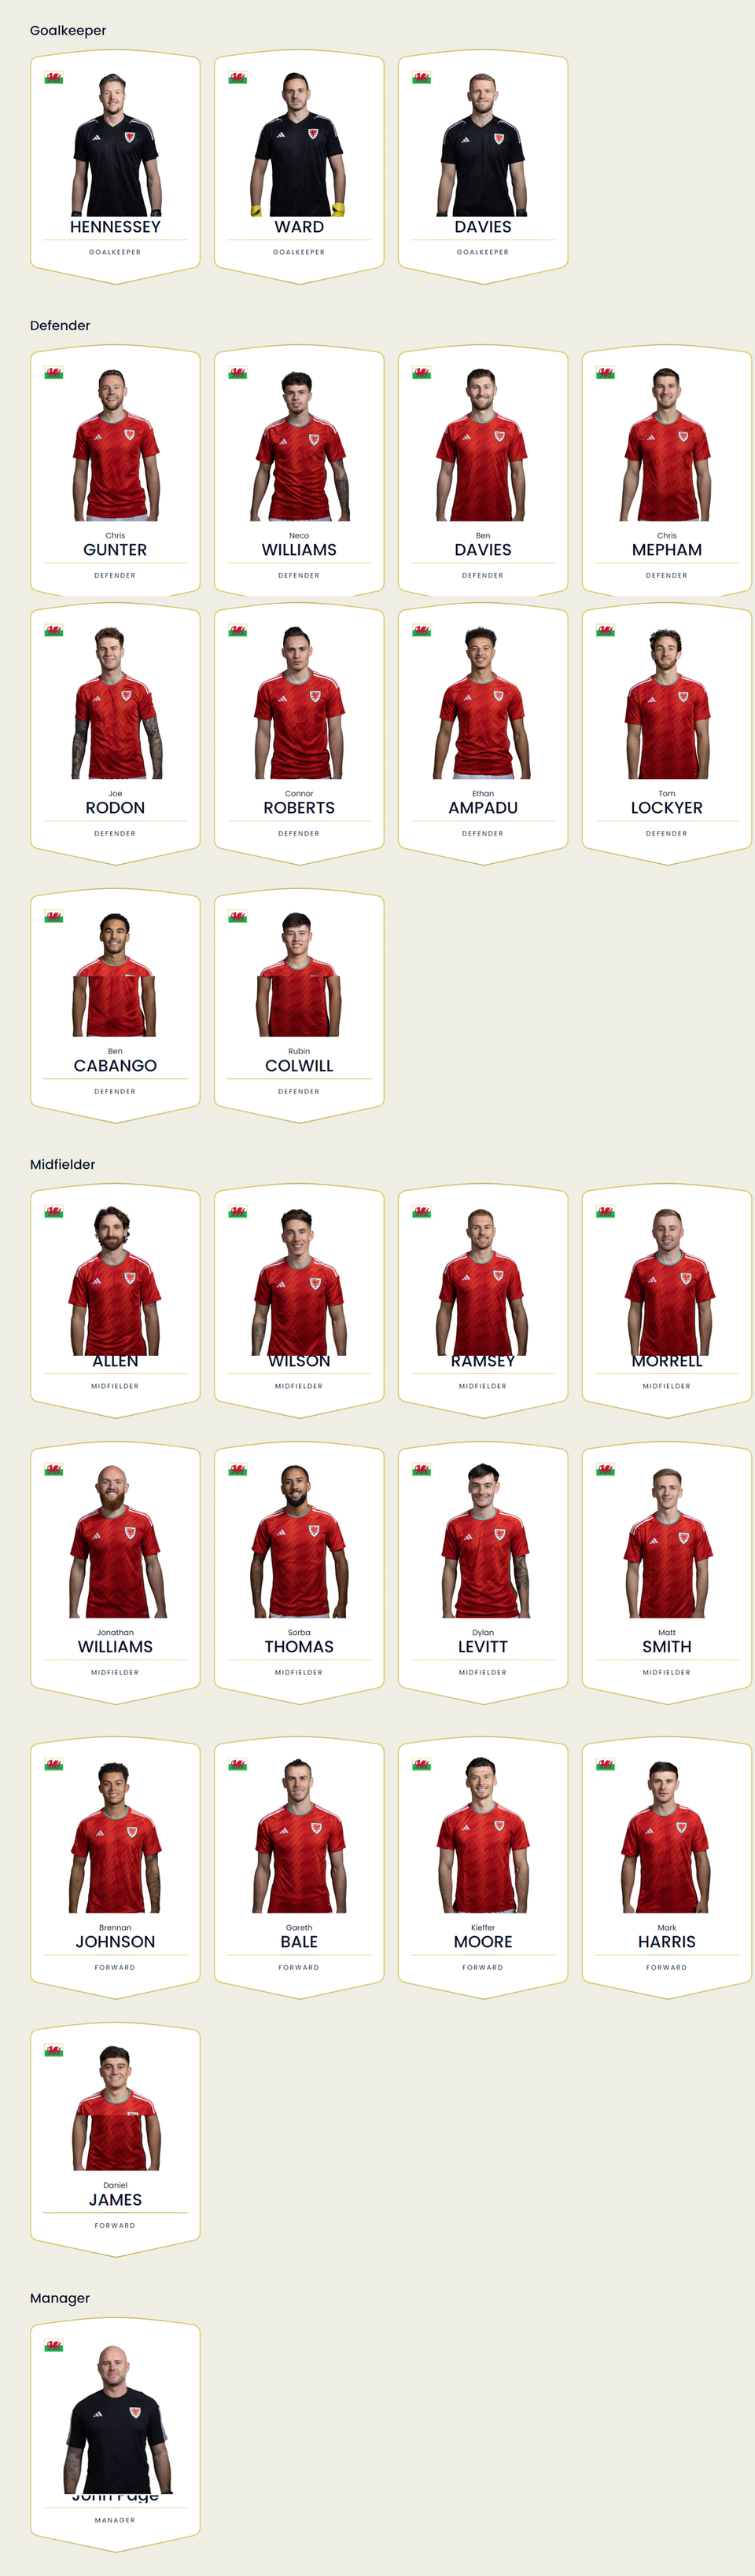 Goalkeeper
HENNESSEY
GOALKEEPER
WARD
GOALKEEPER
DAVIES
GOALKEEPER
Defender
Chris
GUNTER
DEFENDER
Neco
WILLIAMS
DEFENDER
Ben
DAVIES
DEFENDER
Chris
MEPHAM
DEFENDER
Joe
RODON
DEFENDER
Connor
ROBERTS
DEFENDER
Ethan
AMPADU
DEFENDER
Tom
LOCKYER
DEFENDER
Ben
CABANGO
DEFENDER
Rubin
COLWILL
DEFENDER
Midfielder
ALLEN
MIDFIELDER
WILSON
MIDFIELDER
RAMSEY
MIDFIELDER
MORRELL
MIDFIELDER
Jonathan
WILLIAMS
MIDFIELDER
Sorba
THOMAS
MIDFIELDER
Dylan
LEVITT
MIDFIELDER
Matt
SMITH
MIDFIELDER
Brennan
JOHNSON
FORWARD
Gareth
BALE
FORWARD
Kieffer
MOORE
FORWARD
Mark
HARRIS
FORWARD
Daniel
JAMES
FORWARD
Manager
John Page
MANAGER